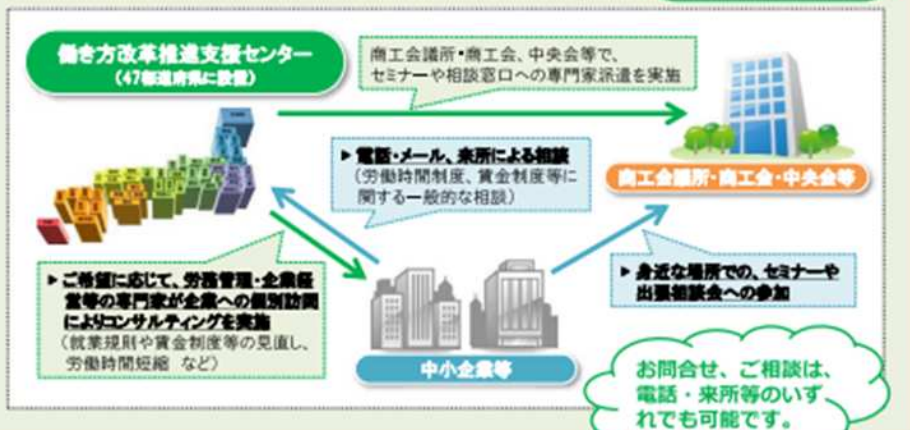 働き方改革推進支援センター
(47都道府県に設置)
商工会議所・商工会、中央会等で、
セミナーや相談窓口への専門家派遣を実施
▶ 電話・メール、来所による相談
(労働時間制度、賃金制度等に
関する一般的な相談)
商工会議所・商工会・中央会等
▶ ご希望に応じて、労務管理・企業経
営等の専門家が企業への個別訪問
によりコンサルティングを実施
(就業規則や賃金制度等の見直し、
労働時間短縮 など)
▶ 身近な場所での、セミナーや
出張相談会への参加
中小企業等
お問合せ、ご相談は、
電話・来所等のいず
れでも可能です。